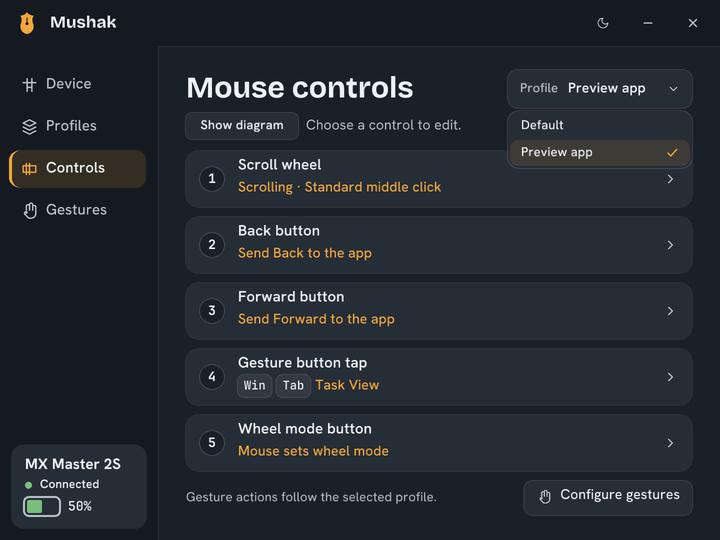 Mushak
Device
Profiles
Controls
Gestures
MX Master 2S
Connected
50%
Mouse controls
Profile Preview app
Default
Preview app
Show diagram Choose a control to edit.
1 Scroll wheel
Scrolling · Standard middle click
2 Back button
Send Back to the app
3 Forward button
Send Forward to the app
4 Gesture button tap
Win Tab Task View
5 Wheel mode button
Mouse sets wheel mode
Gesture actions follow the selected profile.
Configure gestures